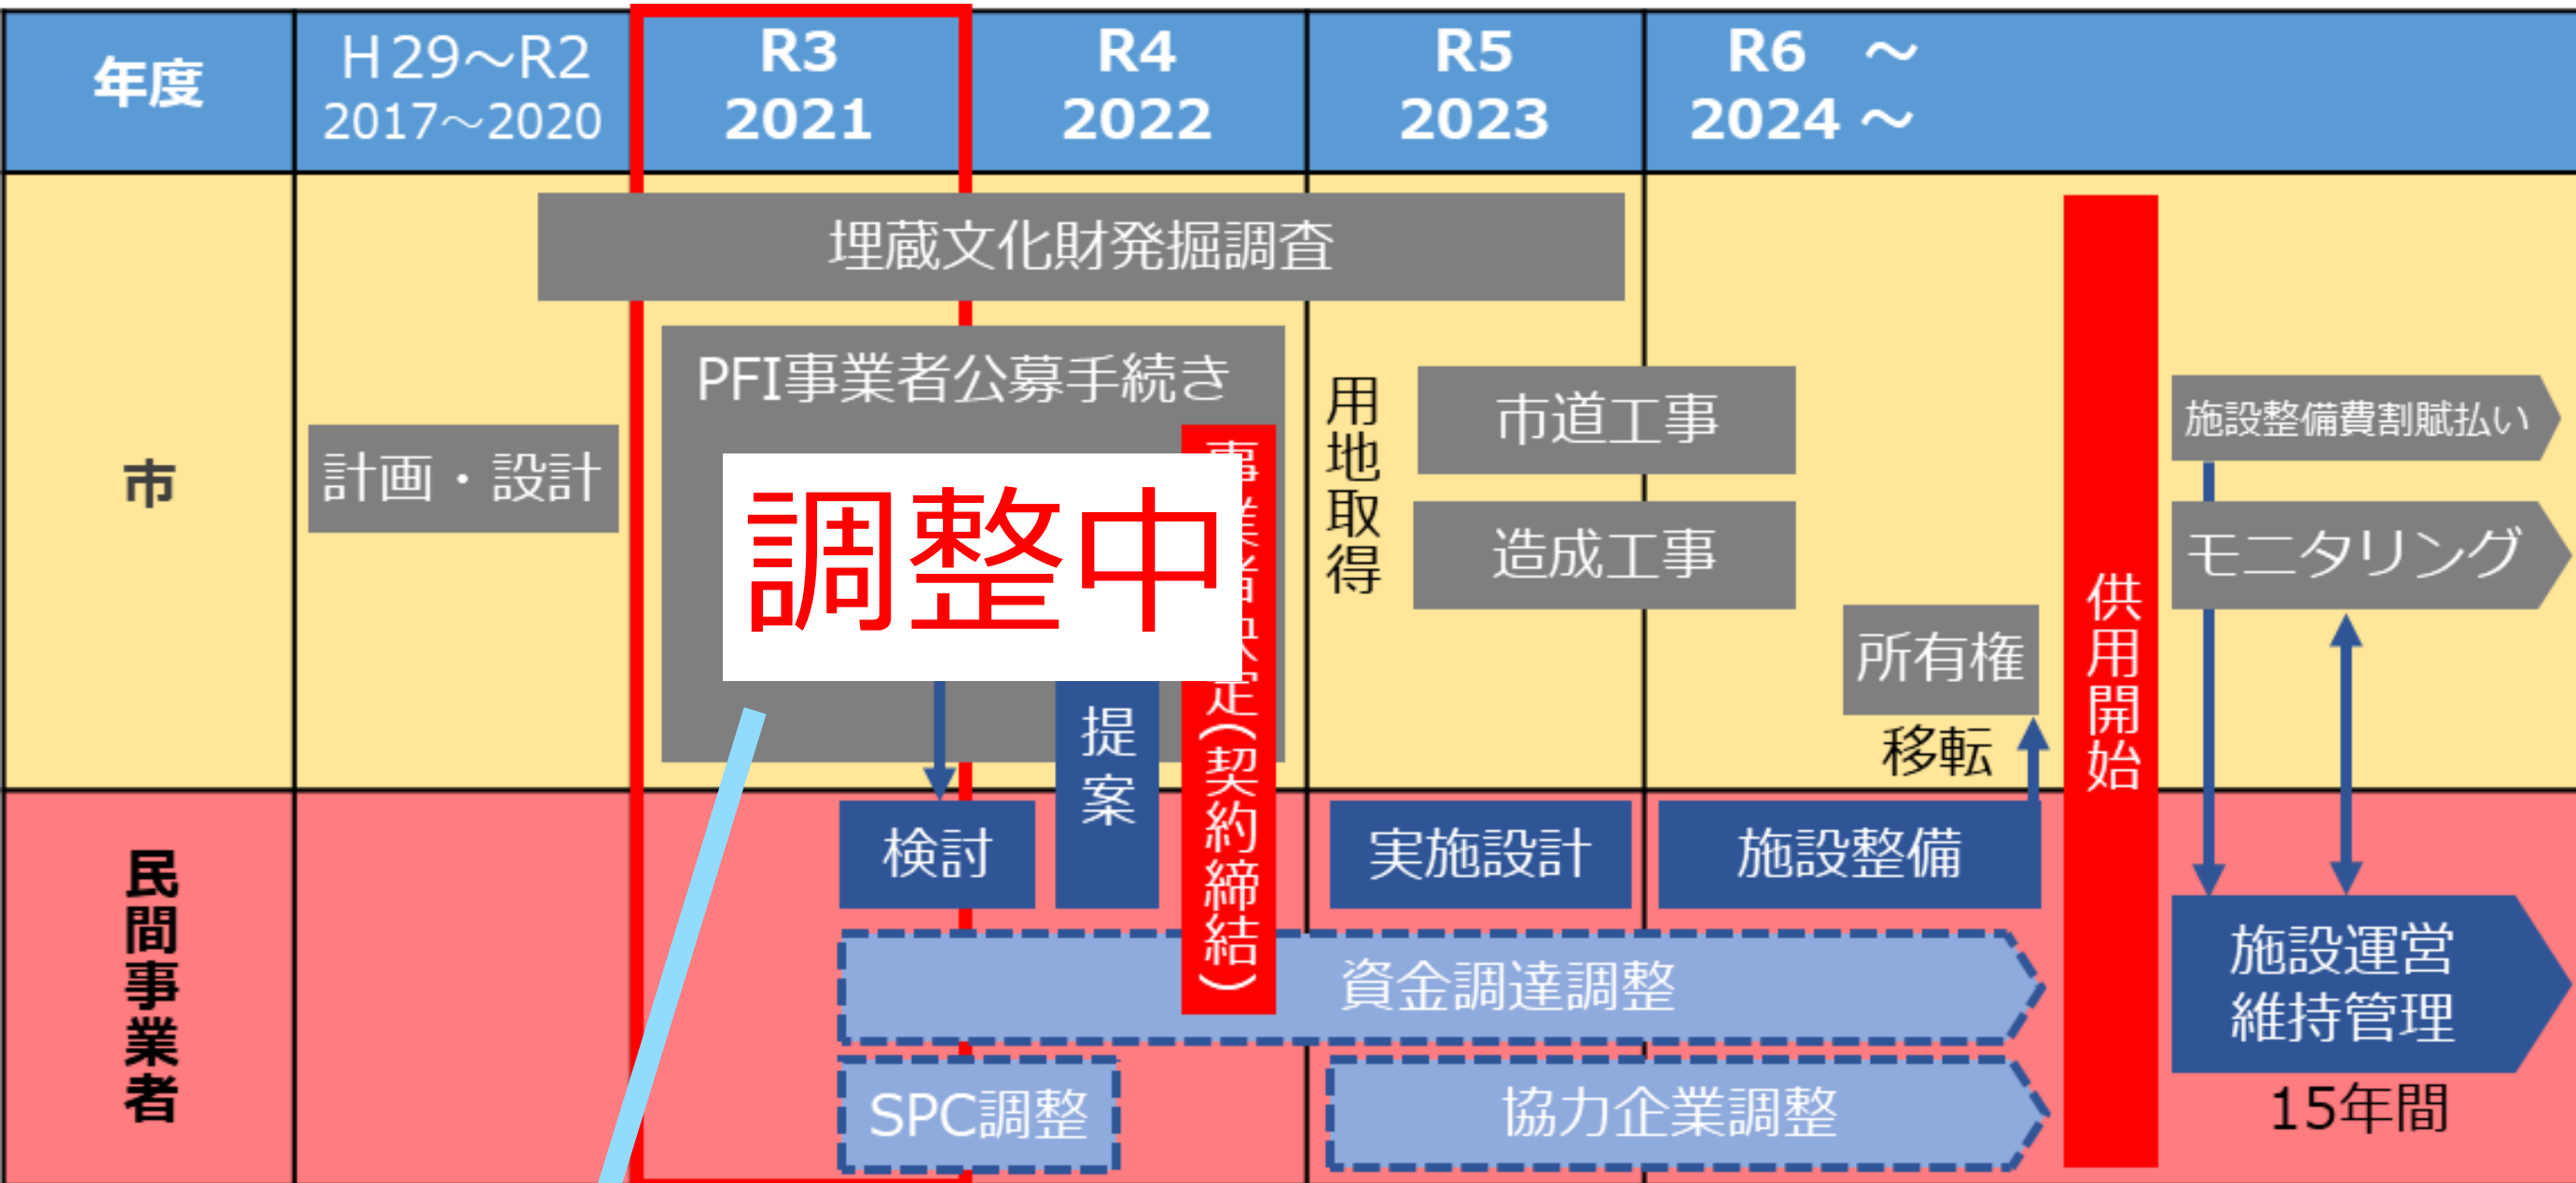 年度
H29～R2
2017～2020
R3
2021
R4
2022
R5
2023
R6 ～
2024～
市
埋蔵文化財発掘調査
PFI事業者公募手続き
計画・設計
調整中
提案
定(契約締結)
用地取得
市道工事
造成工事
所有権
移転
供用開始
施設整備費割賦払い
モニタリング
民間事業者
検討
実施設計
施設整備
資金調達調整
SPC調整
協力企業調整
施設運営
維持管理
15年間